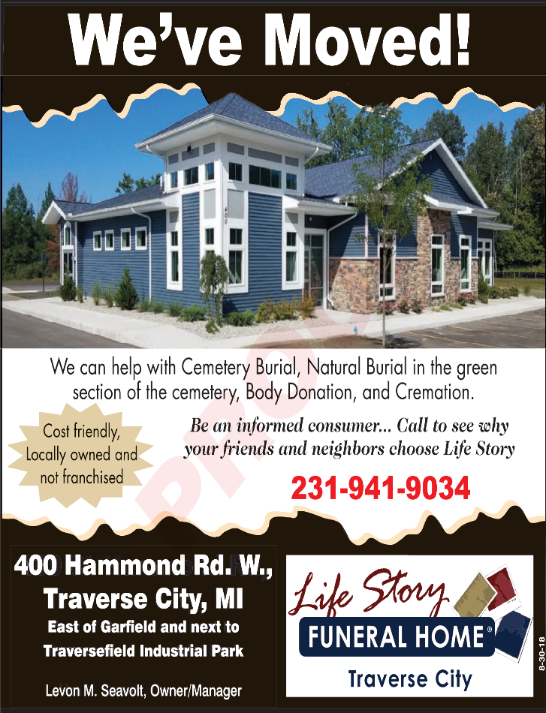 We've Moved!
400
We can help with Cemetery Burial, Natural Burial in the green
section of the cemetery, Body Donation, and Cremation.
Cost friendly,
Locally owned and
not franchised
Be an informed consumer... Call to see why
your friends and neighbors choose Life Story
231-941-9034
400 Hammond Rd. W.,
Traverse City, MI
East of Garfield and next to
Traversefield Industrial Park
Levon M. Seavolt, Owner/Manager
Life Story
FUNERAL HOME®
Traverse City
8-30-18